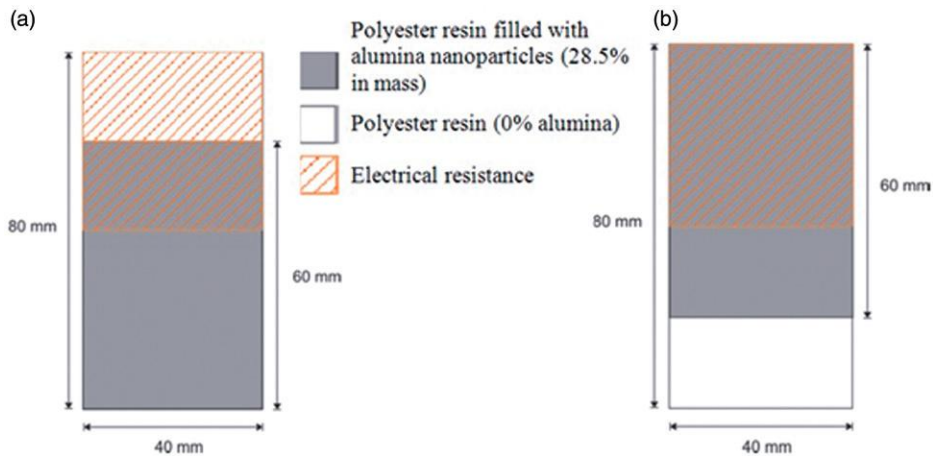 (a)
Polyester resin filled with
alumina nanoparticles (28.5%
in mass)
Polyester resin (0% alumina)
Electrical resistance
80 mm
60 mm
40 mm
(b)
60 mm
80 mm
40 mm